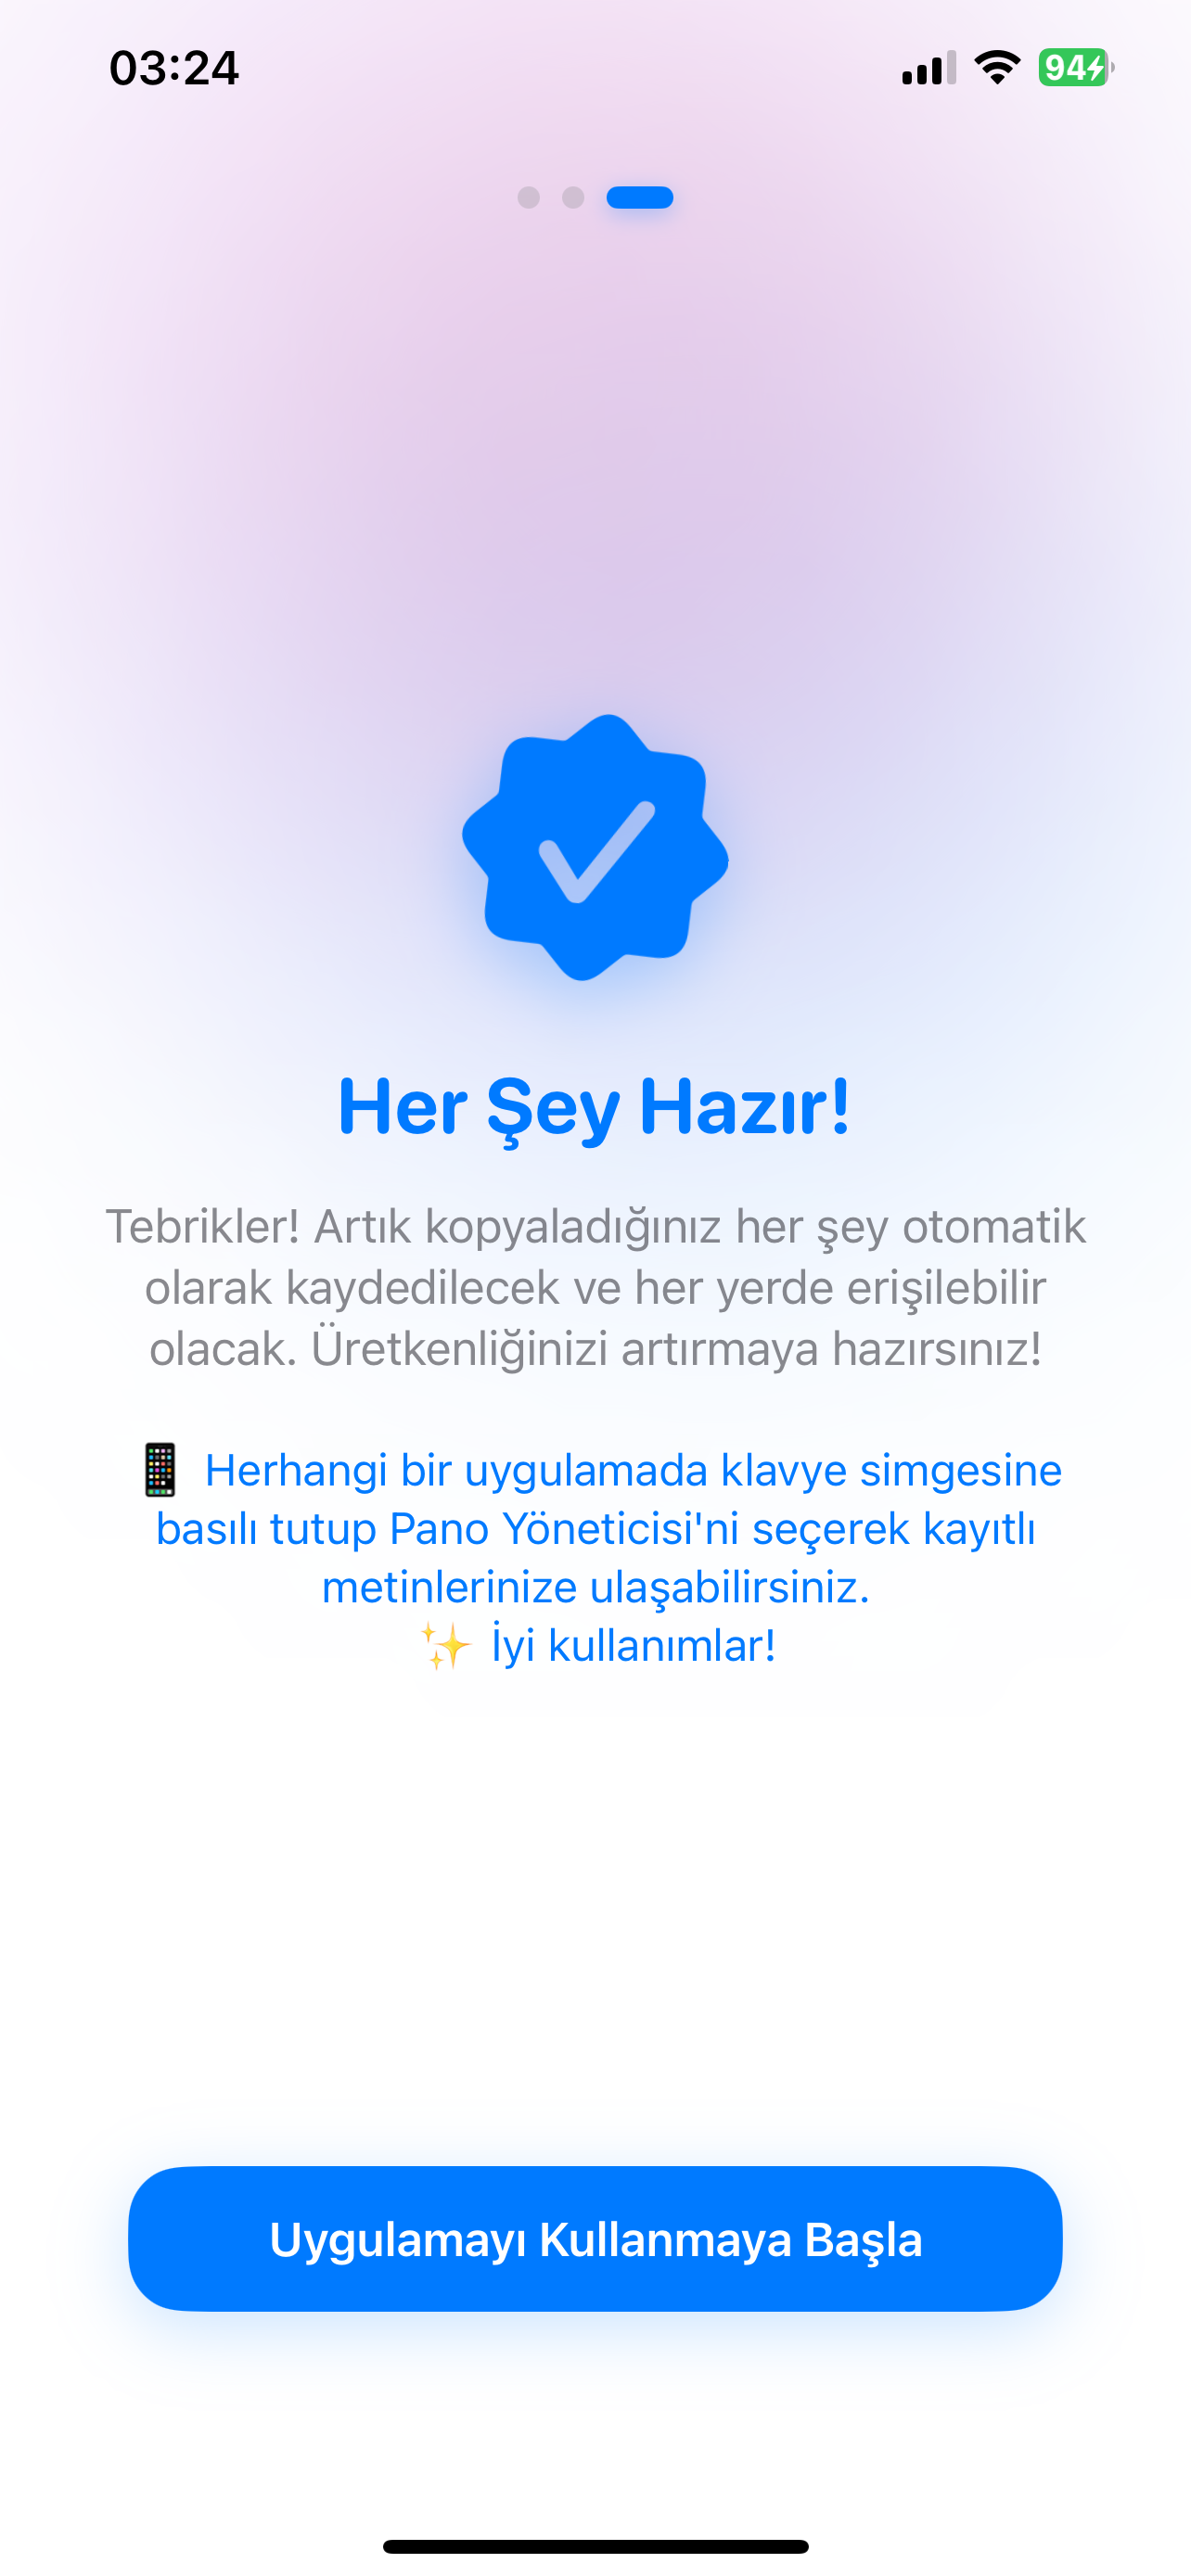 03:24
94
Her Şey Hazır!
Tebrikler! Artık kopyaladığınız her şey otomatik
olarak kaydedilecek ve her yerde erişilebilir
olacak. Üretkenliğinizi artırmaya hazırsınız!
📱 Herhangi bir uygulamada klavye simgesine
basılı tutup Pano Yöneticisi'ni seçerek kayıtlı
metinlerinize ulaşabilirsiniz.
✨ İyi kullanımlar!
Uygulamayı Kullanmaya Başla